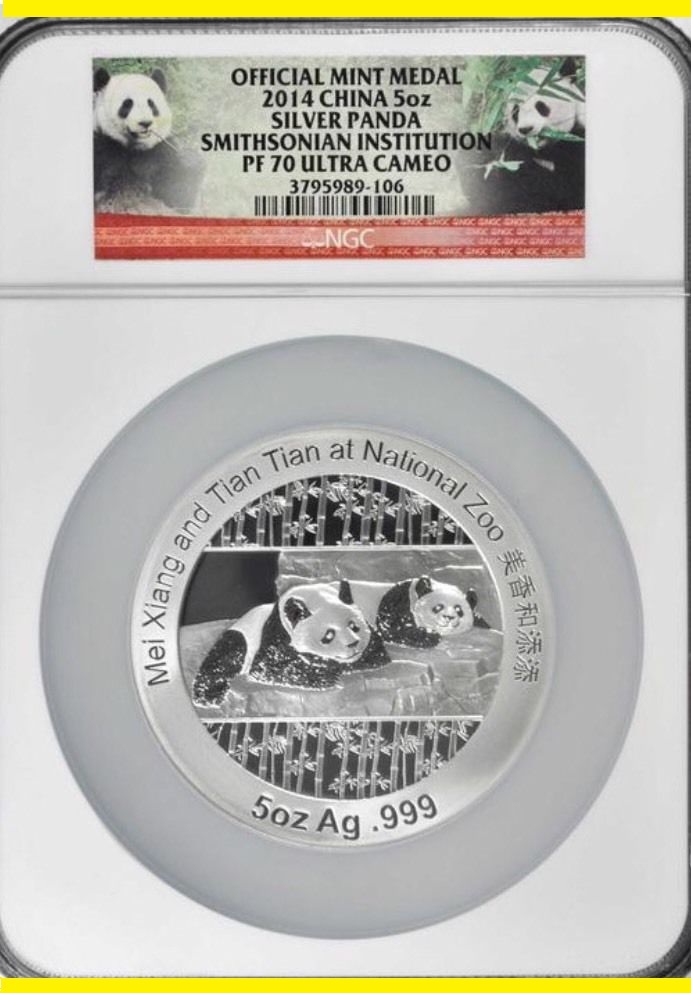 OFFICIAL MINT MEDAL
2014 CHINA 5oz
SILVER PANDA
SMITHSONIAN INSTITUTION
PF 70 ULTRA CAMEO
3795989-106
NGC
Mei Xiang and Tian Tian at National Zoo 美香和添添
5oz Ag .999